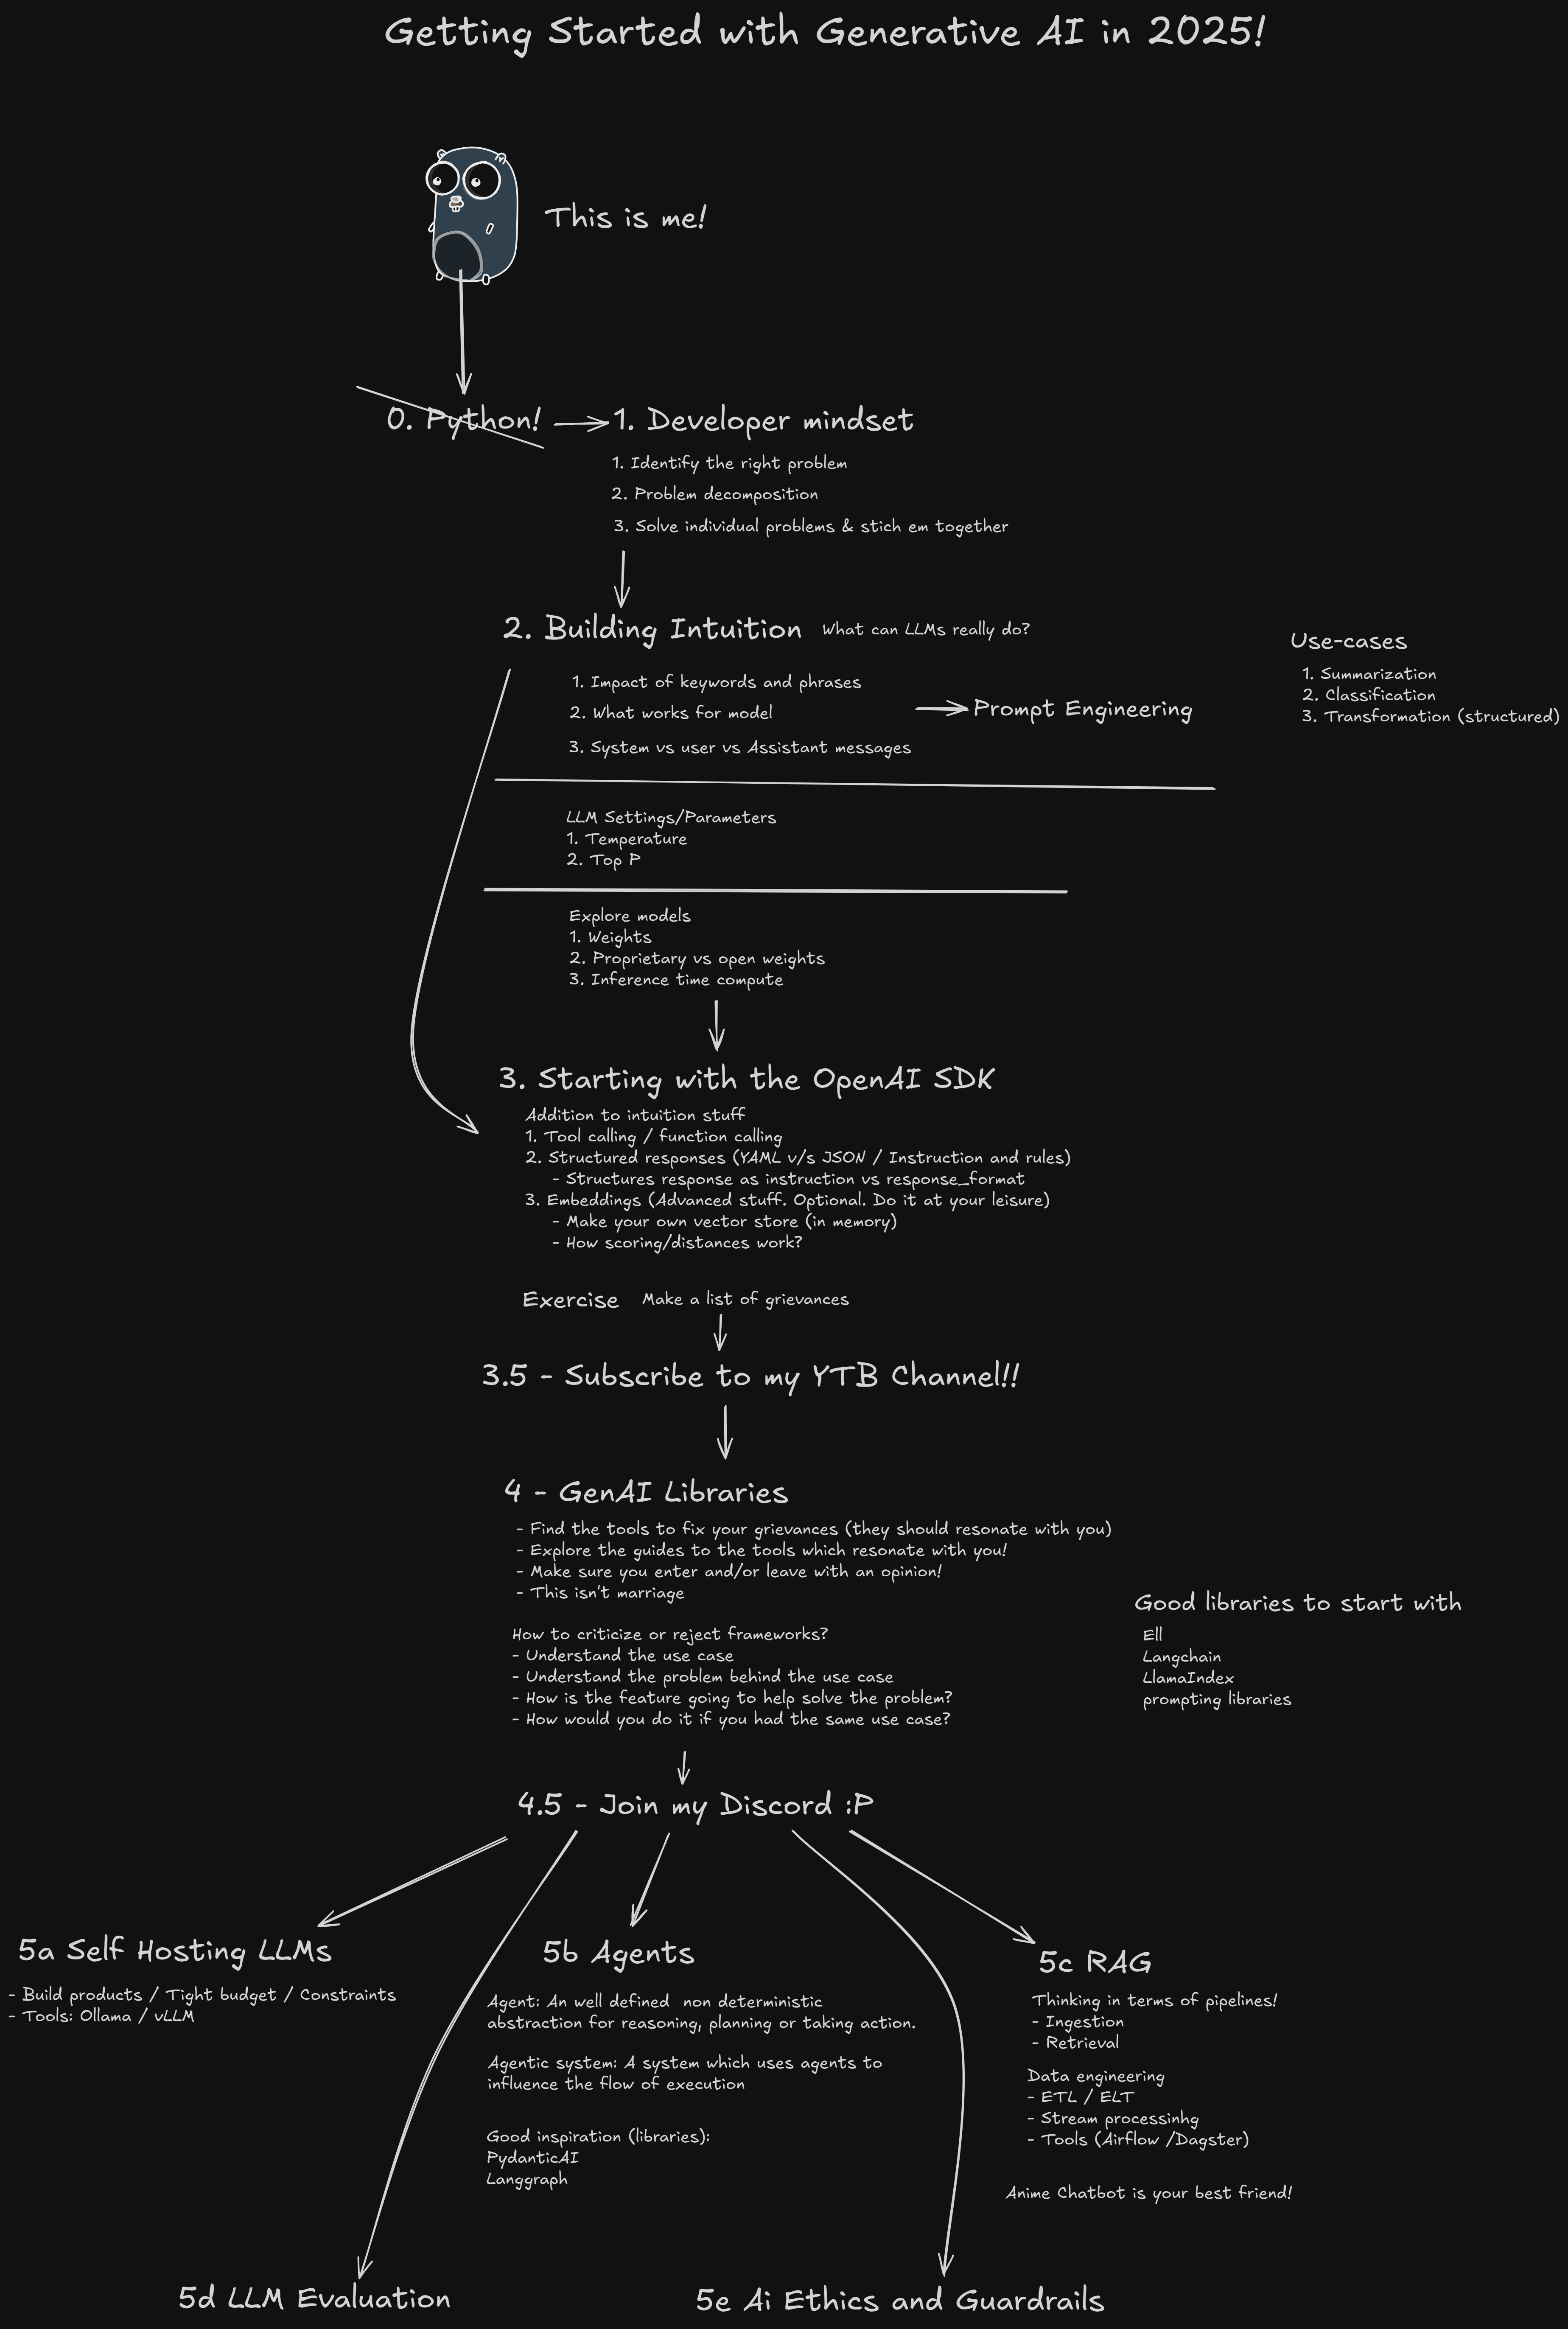 Getting Started with Generative AI in 2025!
This is me!
0. Python!
1. Developer mindset
1. Identify the right problem
2. Problem decomposition
3. Solve individual problems & stich em together
2. Building Intuition
What can LLMs really do?
1. Impact of keywords and phrases
2. What works for model
3. System vs user vs Assistant messages
Prompt Engineering
Use-cases
1. Summarization
2. Classification
3. Transformation (structured)
LLM Settings/Parameters
1. Temperature
2. Top P
Explore models
1. Weights
2. Proprietary vs open weights
3. Inference time compute
3. Starting with the OpenAI SDK
Addition to intuition stuff
1. Tool calling / function calling
2. Structured responses (YAML v/s JSON / Instruction and rules)
- Structures response as instruction vs response_format
3. Embeddings (Advanced stuff. Optional. Do it at your leisure)
- Make your own vector store (in memory)
- How scoring/distances work?
Exercise
Make a list of grievances
3.5 - Subscribe to my YTB Channel!!
4 - GenAI Libraries
- Find the tools to fix your grievances (they should resonate with you)
- Explore the guides to the tools which resonate with you!
- Make sure you enter and/or leave with an opinion!
- This isn't marriage
How to criticize or reject frameworks?
- Understand the use case
- Understand the problem behind the use case
- How is the feature going to help solve the problem?
- How would you do it if you had the same use case?
Good libraries to start with
Ell
Langchain
LlamaIndex
prompting libraries
4.5 - Join my Discord :P
5a Self Hosting LLMs
- Build products / Tight budget / Constraints
- Tools: Ollama / vLLM
5b Agents
Agent: An well defined non deterministic
abstraction for reasoning, planning or taking action.
Agentic system: A system which uses agents to
influence the flow of execution
Good inspiration (libraries):
PydanticAI
Langgraph
5c RAG
Thinking in terms of pipelines!
- Ingestion
- Retrieval
Data engineering
- ETL / ELT
- Stream processinhg
- Tools (Airflow /Dagster)
Anime Chatbot is your best friend!
5d LLM Evaluation
5e Ai Ethics and Guardrails